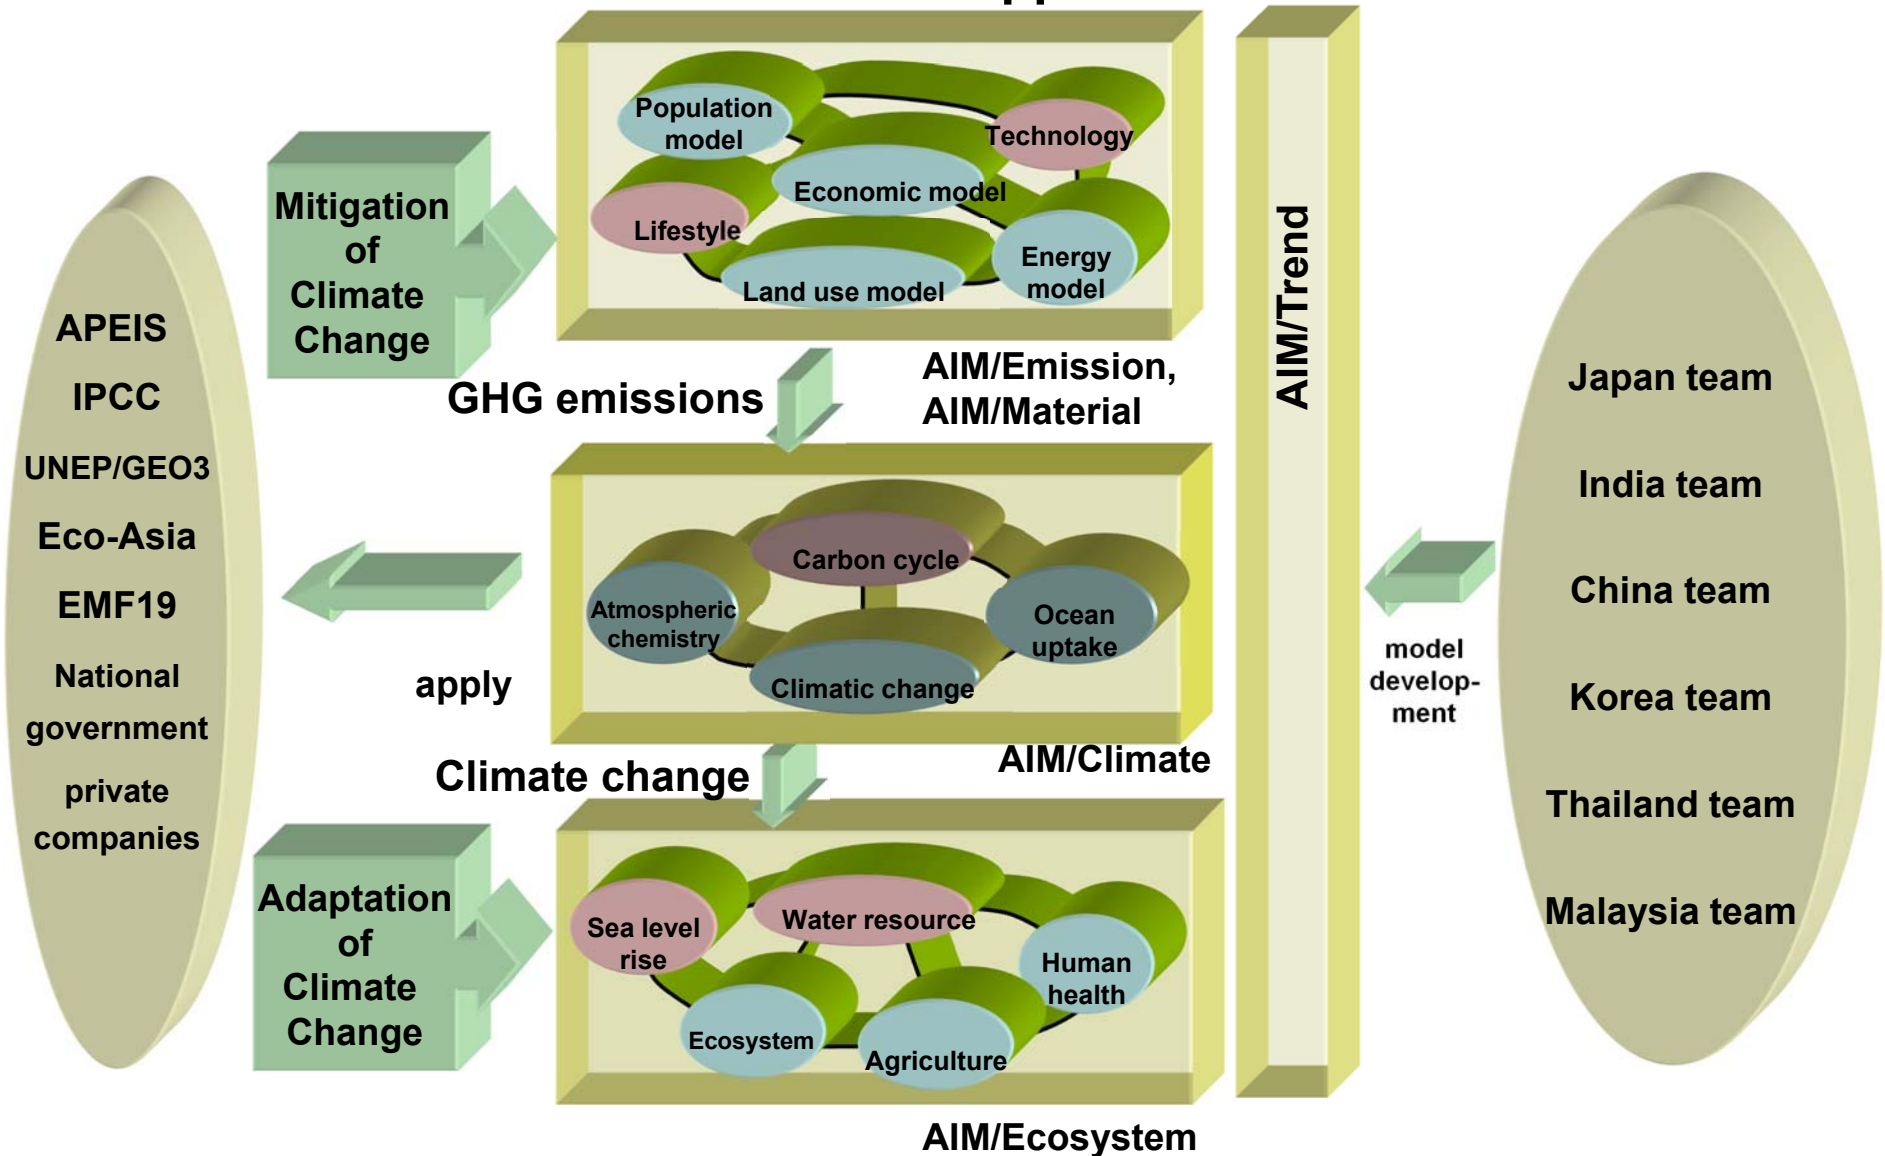 Mitigation
of
Climate
Change
Population
model
Technology
Economic model
Lifestyle
Energy
model
Land use model
AIM/Emission,
AIM/Material
GHG emissions
AIM/Trend
APEIS
IPCC
UNEP/GEO3
Eco-Asia
EMF19
National
government
private
companies
apply
Carbon cycle
Atmospheric
chemistry
Ocean
uptake
Climatic change
AIM/Climate
Climate change
Adaptation
of
Climate
Change
Sea level
rise
Water resource
Human
health
Ecosystem
Agriculture
AIM/Ecosystem
model
develop-
ment
Japan team
India team
China team
Korea team
Thailand team
Malaysia team